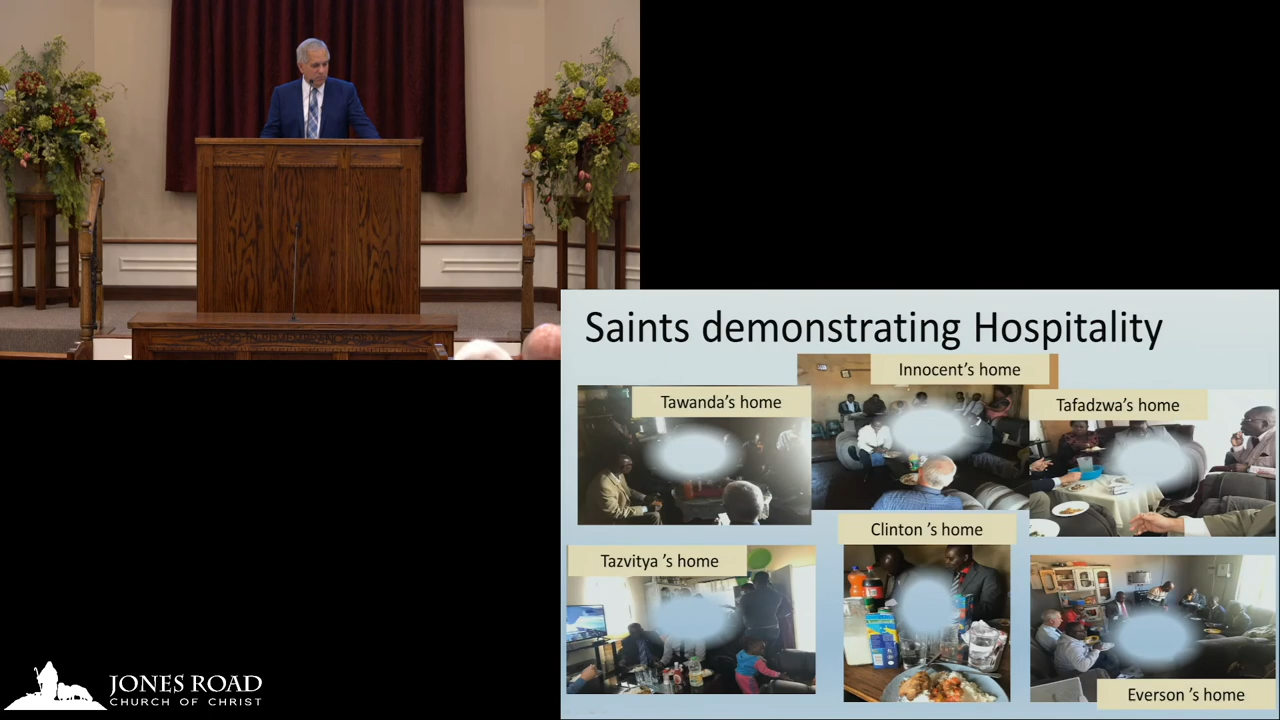 Saints demonstrating Hospitality
Innocent's home
Tawanda's home
Tafadzwa's home
Clinton 's home
Tazvitya 's home
Everson 's home
JONES ROAD
CHURCH OF CHRIST